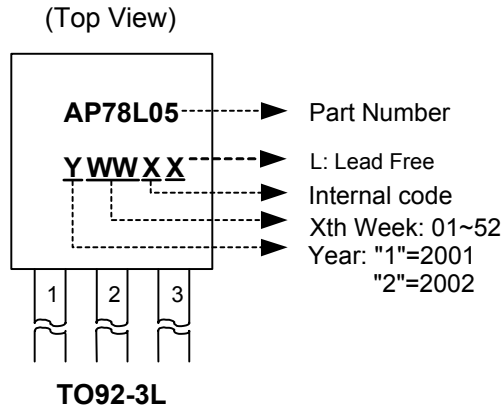 (Top View)
AP78L05 Part Number
Y WW X X L: Lead Free
Internal code
Xth Week: 01~52
Year: "1"=2001
"2"=2002
1 2 3
TO92-3L